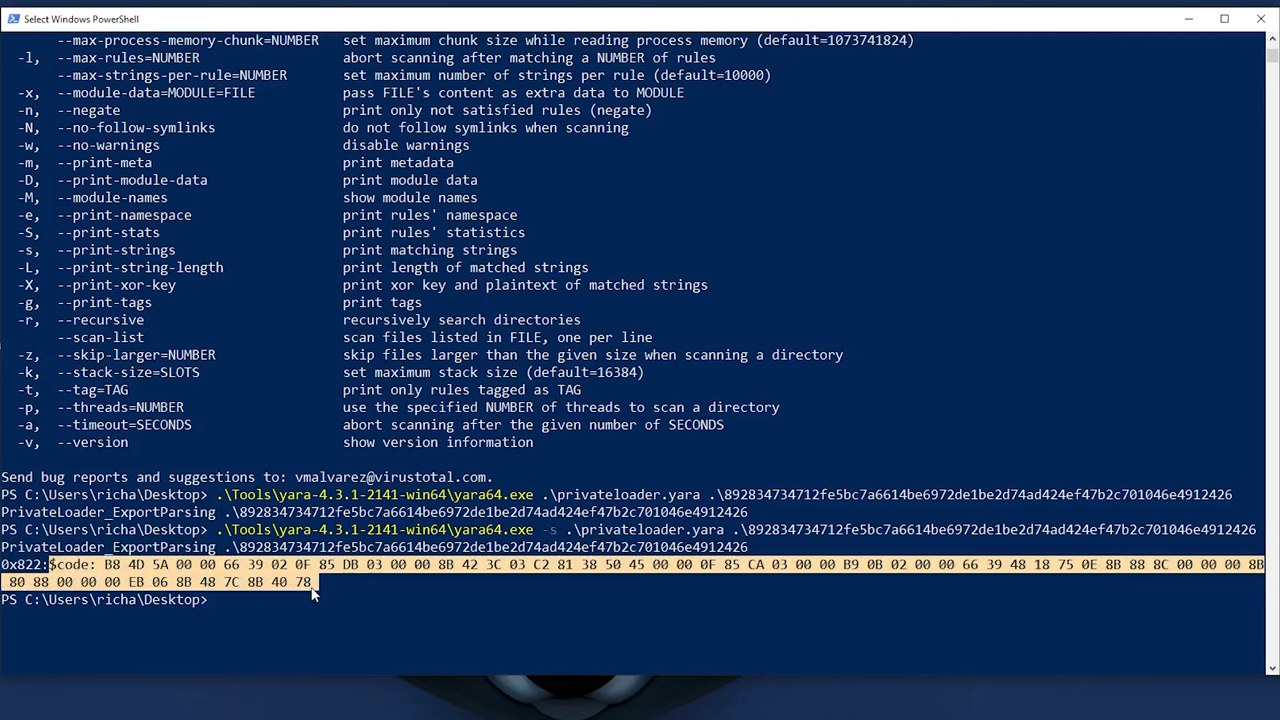 Select Windows PowerShell
--max-process-memory-chunk=NUMBER set maximum chunk size while reading process memory (default=1073741824)
-l, --max-rules=NUMBER abort scanning after matching a NUMBER of rules
--max-strings-per-rule=NUMBER set maximum number of strings per rule (default=10000)
-x, --module-data=MODULE=FILE pass FILE's content as extra data to MODULE
-n, --negate print only not satisfied rules (negate)
-N, --no-follow-symlinks do not follow symlinks when scanning
-w, --no-warnings disable warnings
-m, --print-meta print metadata
-D, --print-module-data print module data
-M, --module-names show module names
-e, --print-namespace print rules' namespace
-S, --print-stats print rules' statistics
-s, --print-strings print matching strings
-L, --print-string-length print length of matched strings
-X, --print-xor-key print xor key and plaintext of matched strings
-g, --print-tags print tags
-r, --recursive recursively search directories
--scan-list scan files listed in FILE, one per line
-z, --skip-larger=NUMBER skip files larger than the given size when scanning a directory
-k, --stack-size=SLOTS set maximum stack size (default=16384)
-t, --tag=TAG print only rules tagged as TAG
-p, --threads=NUMBER use the specified NUMBER of threads to scan a directory
-a, --timeout=SECONDS abort scanning after the given number of SECONDS
-v, --version show version information
Send bug reports and suggestions to: vmalvarez@virustotal.com.
PS C:\Users\richa\Desktop> .\Tools\yara-4.3.1-2141-win64\yara64.exe .\privateloader.yara .\892834734712fe5bc7a6614be6972de1be2d74ad424ef47b2c701046e4912426
PrivateLoader_ExportParsing .\892834734712fe5bc7a6614be6972de1be2d74ad424ef47b2c701046e4912426
PS C:\Users\richa\Desktop> .\Tools\yara-4.3.1-2141-win64\yara64.exe -s .\privateloader.yara .\892834734712fe5bc7a6614be6972de1be2d74ad424ef47b2c701046e4912426
PrivateLoader_ExportParsing .\892834734712fe5bc7a6614be6972de1be2d74ad424ef47b2c701046e4912426
0x822:$code: B8 4D 5A 00 00 66 39 02 0F 85 DB 03 00 00 8B 42 3C 03 C2 81 38 50 45 00 00 0F 85 CA 03 00 00 B9 0B 02 00 00 66 39 48 18 75 0E 8B 88 8C 00 00 00 8B
80 88 00 00 00 EB 06 8B 48 7C 8B 40 78
PS C:\Users\richa\Desktop>